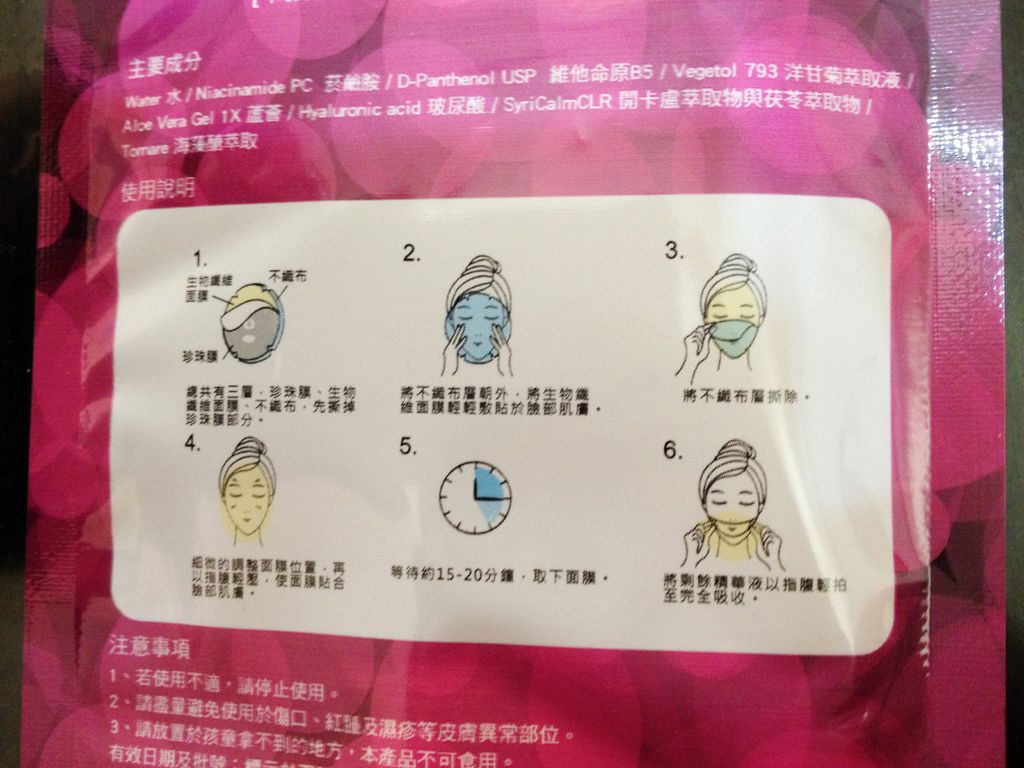 主要成分
Water 水 / Niacinamide PC 菸鹼胺 / D-Panthenol USP 維他命原B5 / Vegetol 793 洋甘菊萃取液 /
Aloe Vera Gel 1X 蘆薈 / Hyaluronic acid 玻尿酸 / SyriCalmCLR 開卡盧萃取物與茯苓萃取物 /
Tomare 海藻醣萃取
使用說明
1.
生物纖維
面膜
不織布
珍珠膜
總共有三層，珍珠膜、生物
纖維面膜、不織布，先撕掉
珍珠膜部分。
2.
將不織布層朝外，將生物纖
維面膜輕輕敷貼於臉部肌膚。
3.
將不織布層撕除。
4.
細微的調整面膜位置，再
以指腹輕壓，使面膜貼合
臉部肌膚。
5.
等待約15-20分鐘，取下面膜。
6.
將剩餘精華液以指腹輕拍
至完全吸收。
注意事項
1、若使用不適，請停止使用。
2、請盡量避免使用於傷口、紅腫及濕疹等皮膚異常部位。
3、請放置於孩童拿不到的地方，本產品不可食用。
有效日期及批號：標示於